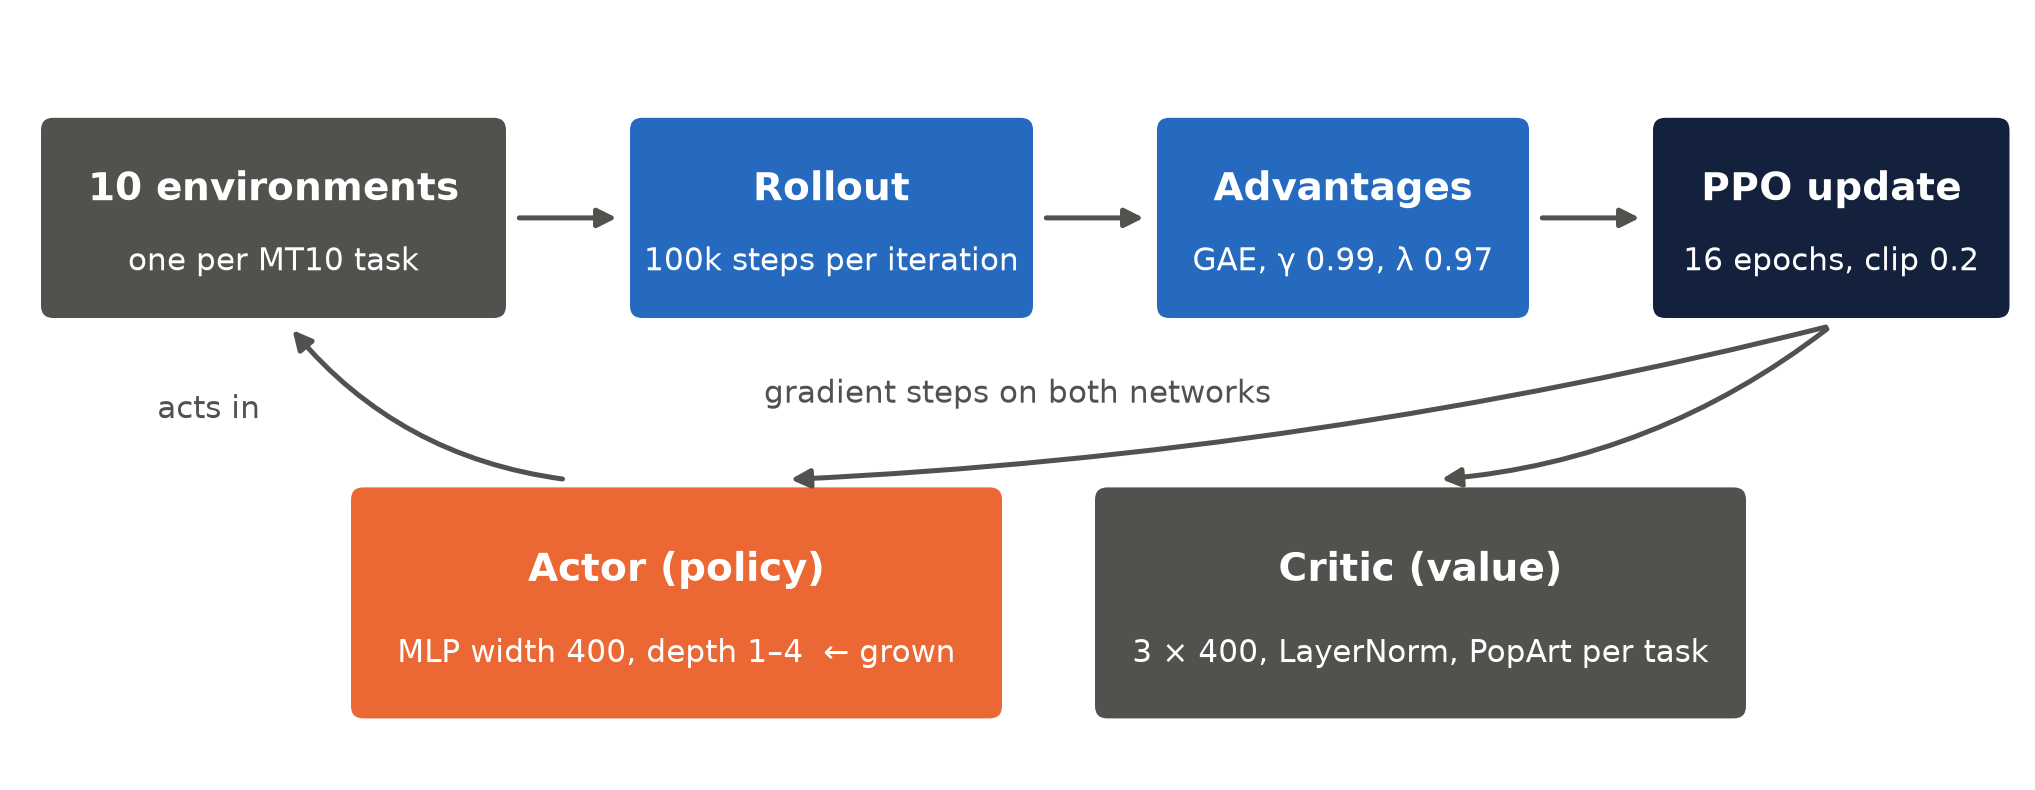 10 environments
one per MT10 task
Rollout
100k steps per iteration
Advantages
GAE, γ 0.99, λ 0.97
PPO update
16 epochs, clip 0.2
acts in
gradient steps on both networks
Actor (policy)
MLP width 400, depth 1–4 ← grown
Critic (value)
3 × 400, LayerNorm, PopArt per task